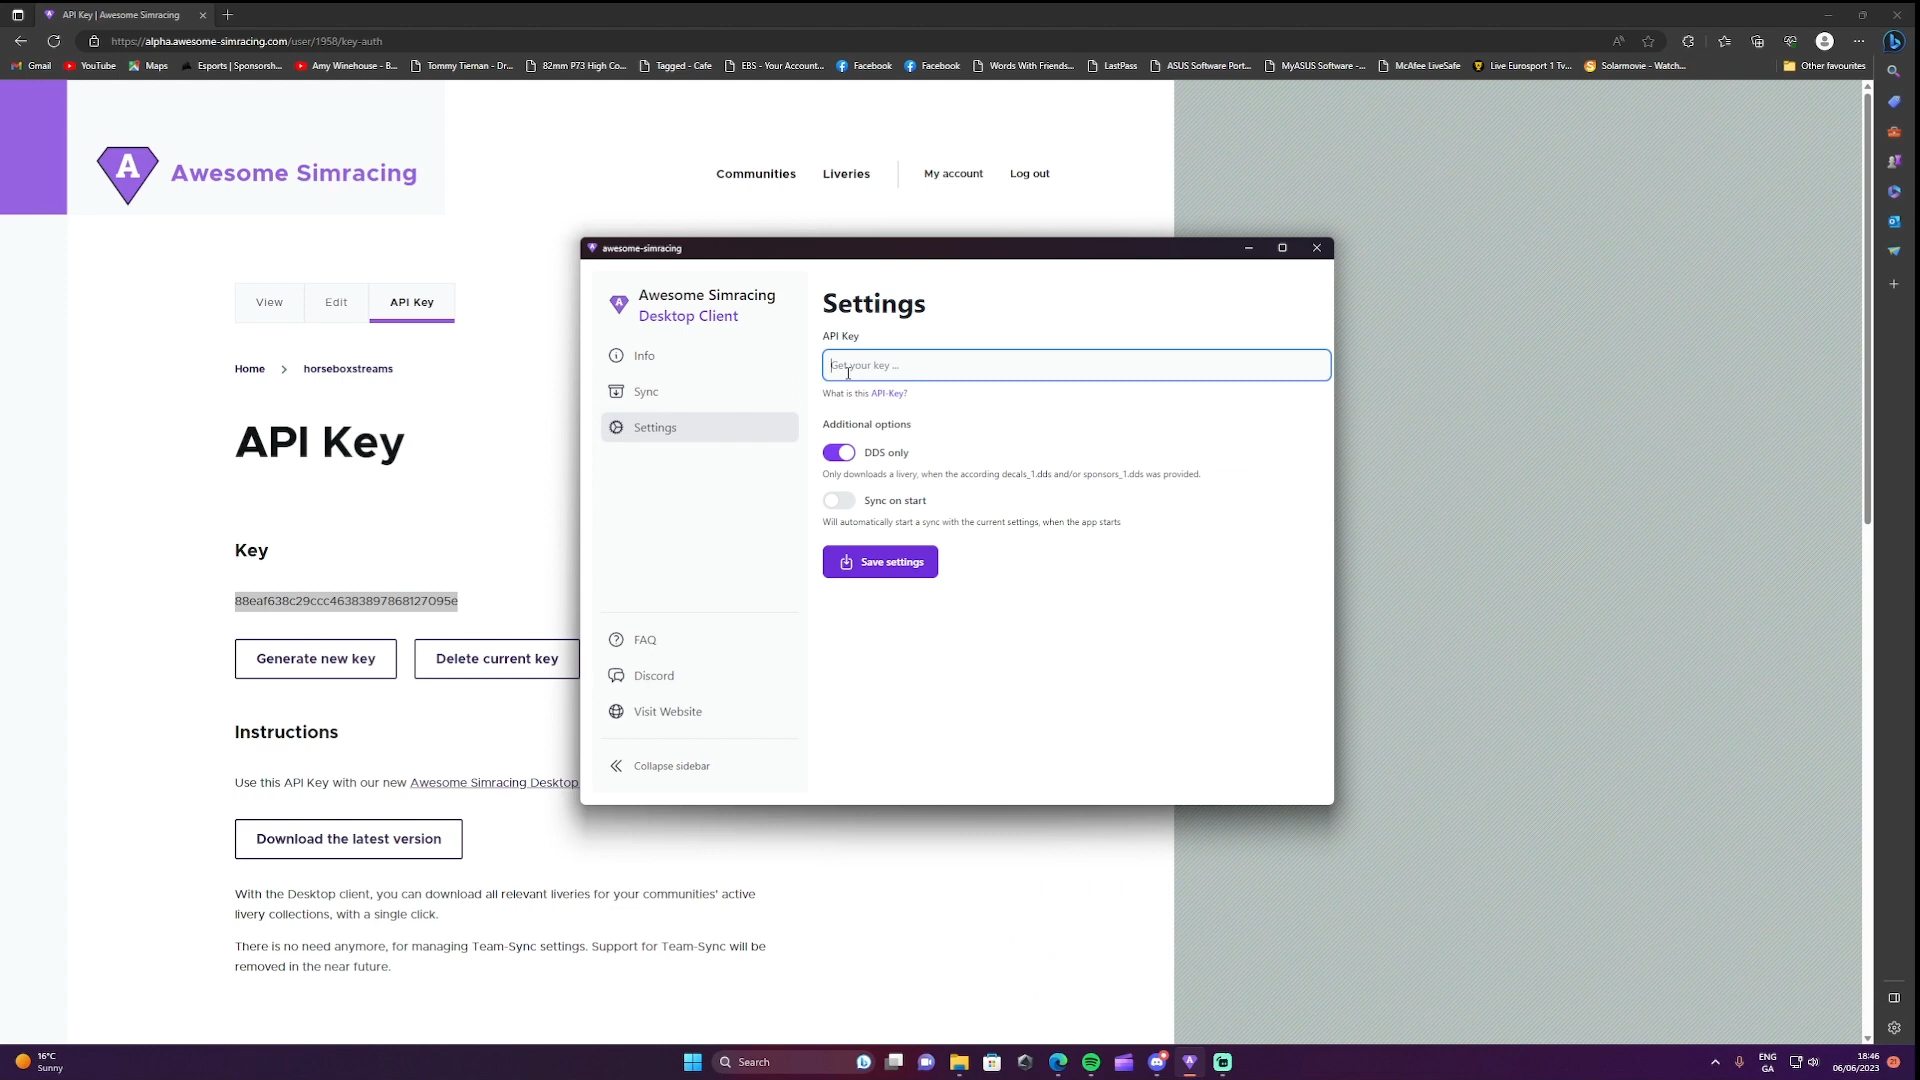 API Key | Awesome Simracing
https://alpha.awesome-simracing.com/user/1958/key-auth
Gmail YouTube Maps Esports | Sponsorsh... Amy Winehouse - B... Tommy Tieman - Dr... 82mm P73 High Co... Tagged - Cafe EBS - Your Account... Facebook Facebook Words With Friends... LastPass ASUS Software Port... MyASUS Software -... McAfee LiveSafe Live Eurosport 1 Tv... Solarmovie - Watch... Other favourites
A Awesome Simracing
Communities Liveries My account Log out
View Edit API Key
Home > horseboxstreams
API Key
Key
88eaf638c29ccc46383897868127095e
Generate new key Delete current key
Instructions
Use this API Key with our new Awesome Simracing Desktop
Download the latest version
With the Desktop client, you can download all relevant liveries for your communities' active
livery collections, with a single click.
There is no need anymore, for managing Team-Sync settings. Support for Team-Sync will be
removed in the near future.
awesome-simracing
A Awesome Simracing
Desktop Client
Info
Sync
Settings
FAQ
Discord
Visit Website
Collapse sidebar
Settings
API Key
Get your key ...
What is this API-Key?
Additional options
DDS only
Only downloads a livery, when the according decals_1.dds and/or sponsors_1.dds was provided.
Sync on start
Will automatically start a sync with the current settings, when the app starts
Save settings
16°C
Sunny
Search
ENG
GA
18:46
06/06/2023
21